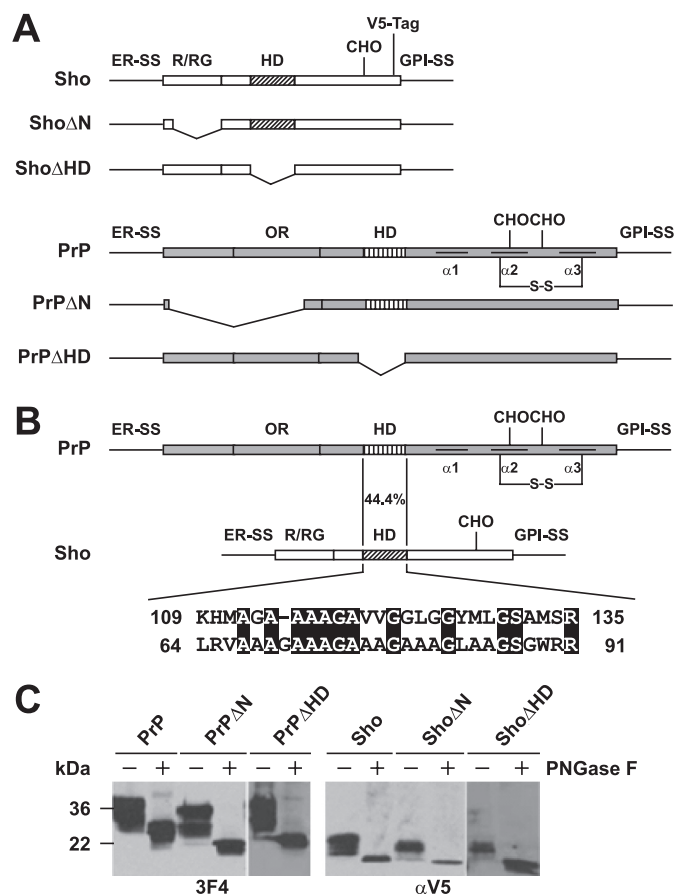 A
V5-Tag
CHO
ER-SS R/RG HD GPI-SS
Sho
ShoΔN
ShoΔHD
ER-SS OR HD CHOCHO GPI-SS
PrP
α1 α2 α3
S-S
PrPΔN
PrPΔHD
B
ER-SS OR HD CHOCHO GPI-SS
PrP
α1 α2 α3
S-S
44.4%
CHO
ER-SS R/RG HD GPI-SS
Sho
109 KHMAGA-AAAGAVVGGLGGYMLGSAMSR 135
64 LRVAAAGAAAGAAAGAAAGLAAGSGWRR 91
C
PrP PrPΔN PrPΔHD Sho ShoΔN ShoΔHD
kDa − + − + − + − + − + − + PNGase F
36
22
3F4 αV5